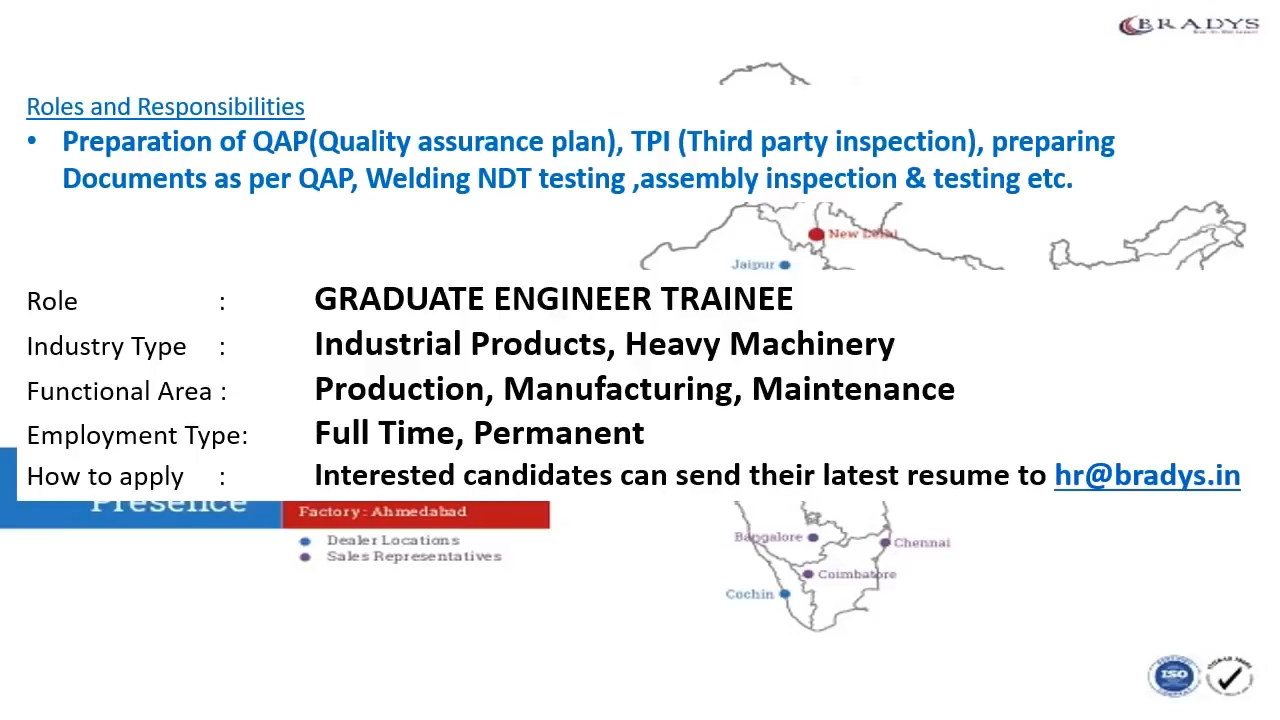 BRADYS
Roles and Responsibilities
• Preparation of QAP(Quality assurance plan), TPI (Third party inspection), preparing
Documents as per QAP, Welding NDT testing ,assembly inspection & testing etc.
New Delhi
Jaipur
Role : GRADUATE ENGINEER TRAINEE
Industry Type : Industrial Products, Heavy Machinery
Functional Area : Production, Manufacturing, Maintenance
Employment Type: Full Time, Permanent
How to apply : Interested candidates can send their latest resume to hr@bradys.in
Presence
Factory : Ahmedabad
Dealer Locations
Sales Representatives
Bangalore
Chennai
Coimbatore
Cochin
ISO